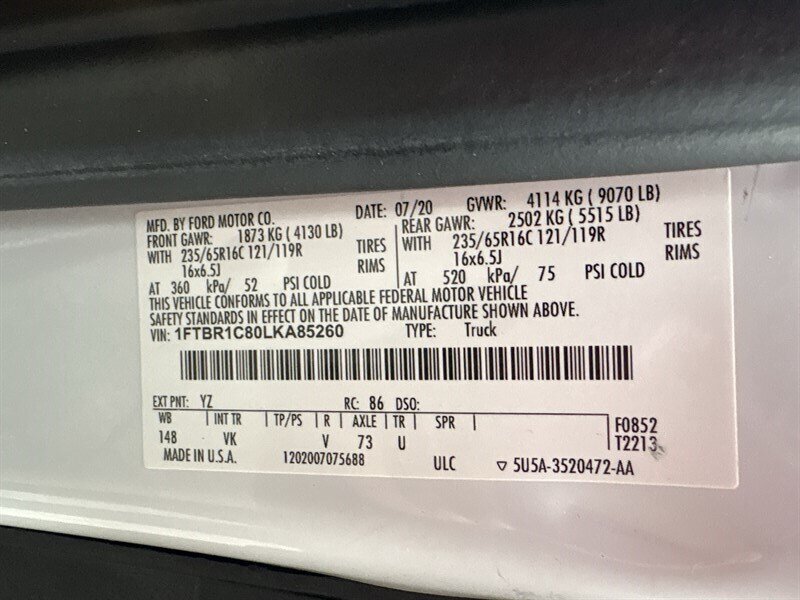 MFD. BY FORD MOTOR CO. DATE: 07/20 GVWR: 4114 KG ( 9070 LB)
FRONT GAWR: 1873 KG ( 4130 LB) REAR GAWR: 2502 KG ( 5515 LB)
WITH 235/65R16C 121/119R TIRES WITH 235/65R16C 121/119R TIRES
16x6.5J RIMS 16x6.5J RIMS
AT 360 kPa/ 52 PSI COLD AT 520 kPa/ 75 PSI COLD
THIS VEHICLE CONFORMS TO ALL APPLICABLE FEDERAL MOTOR VEHICLE
SAFETY STANDARDS IN EFFECT ON THE DATE OF MANUFACTURE SHOWN ABOVE.
VIN: 1FTBR1C80LKA85260 TYPE: Truck
EXT PNT: YZ RC: 86 DSO:
WB INT TR TP/PS R AXLE TR SPR F0852
148 VK V 73 U T2213
MADE IN U.S.A. 1202007075688 ULC ▽ 5U5A-3520472-AA